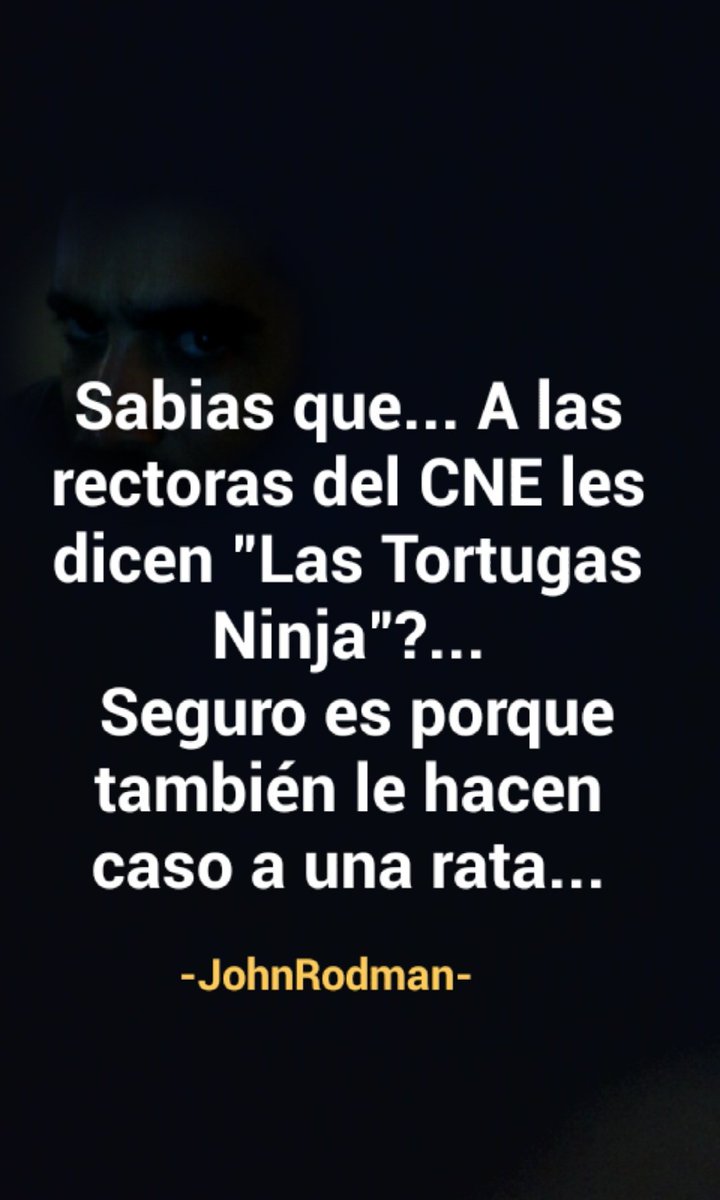 Sabias que... A las
rectoras del CNE les
dicen "Las Tortugas
Ninja"?...
Seguro es porque
también le hacen
caso a una rata...
-JohnRodman-